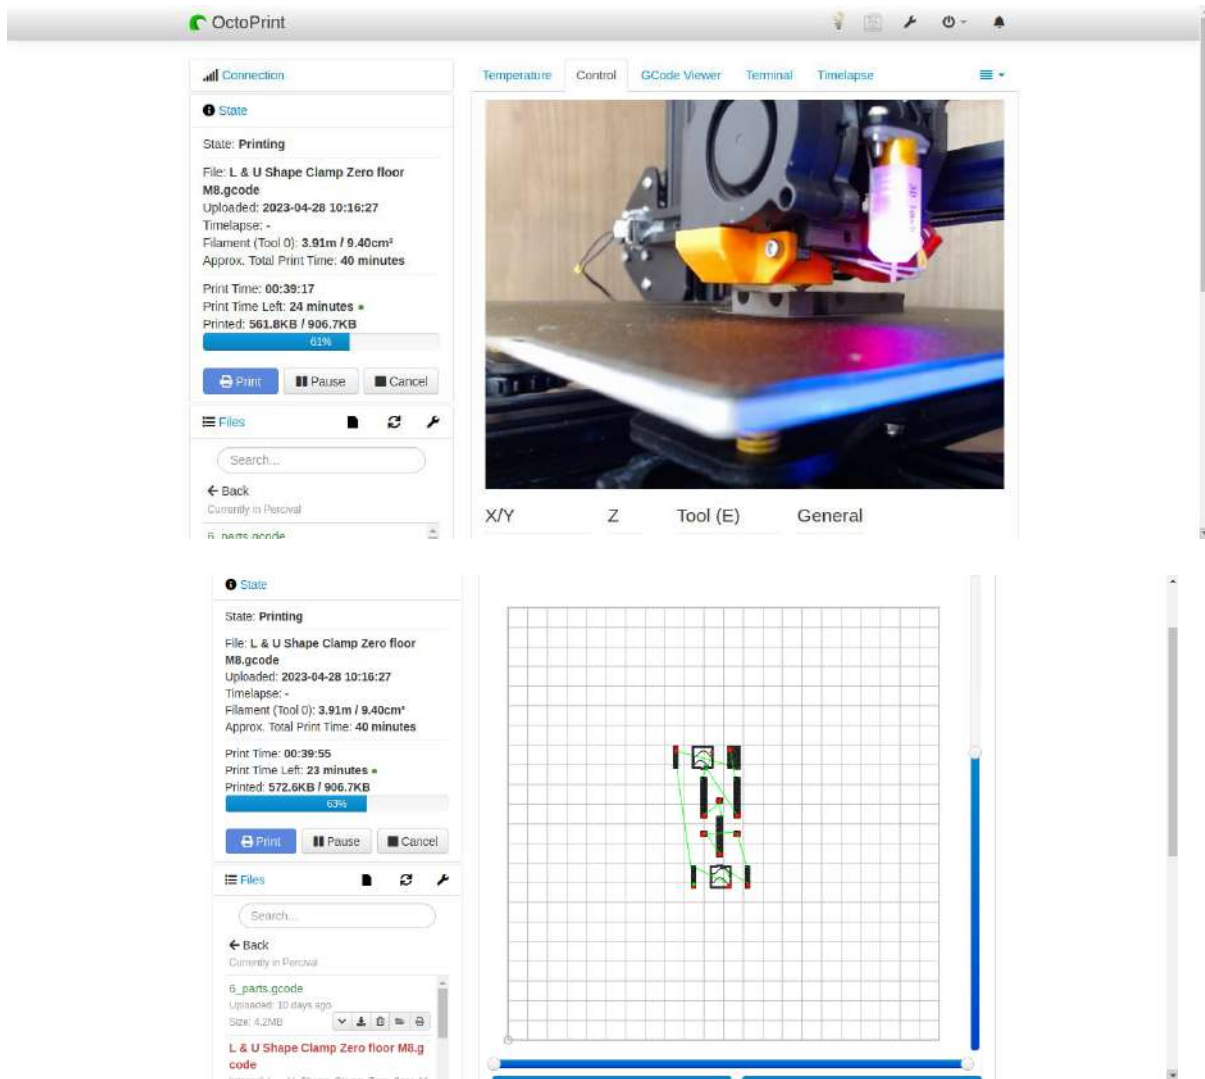 OctoPrint
Connection
Temperature Control GCode Viewer Terminal Timelapse
State
State: Printing
File: L & U Shape Clamp Zero floor
M8.gcode
Uploaded: 2023-04-28 10:16:27
Timelapse: -
Filament (Tool 0): 3.91m / 9.40cm³
Approx. Total Print Time: 40 minutes
Print Time: 00:39:17
Print Time Left: 24 minutes
Printed: 561.8KB / 906.7KB
61%
Print Pause Cancel
Files
Search...
Back
Currently in Percival
6_parts.gcode
X/Y Z Tool (E) General
State
State: Printing
File: L & U Shape Clamp Zero floor
M8.gcode
Uploaded: 2023-04-28 10:16:27
Timelapse: -
Filament (Tool 0): 3.91m / 9.40cm³
Approx. Total Print Time: 40 minutes
Print Time: 00:39:55
Print Time Left: 23 minutes
Printed: 572.6KB / 906.7KB
63%
Print Pause Cancel
Files
Search...
Back
Currently in Percival
6_parts.gcode
Uploaded: 10 days ago
Size: 4.2MB
L & U Shape Clamp Zero floor M8.g
code